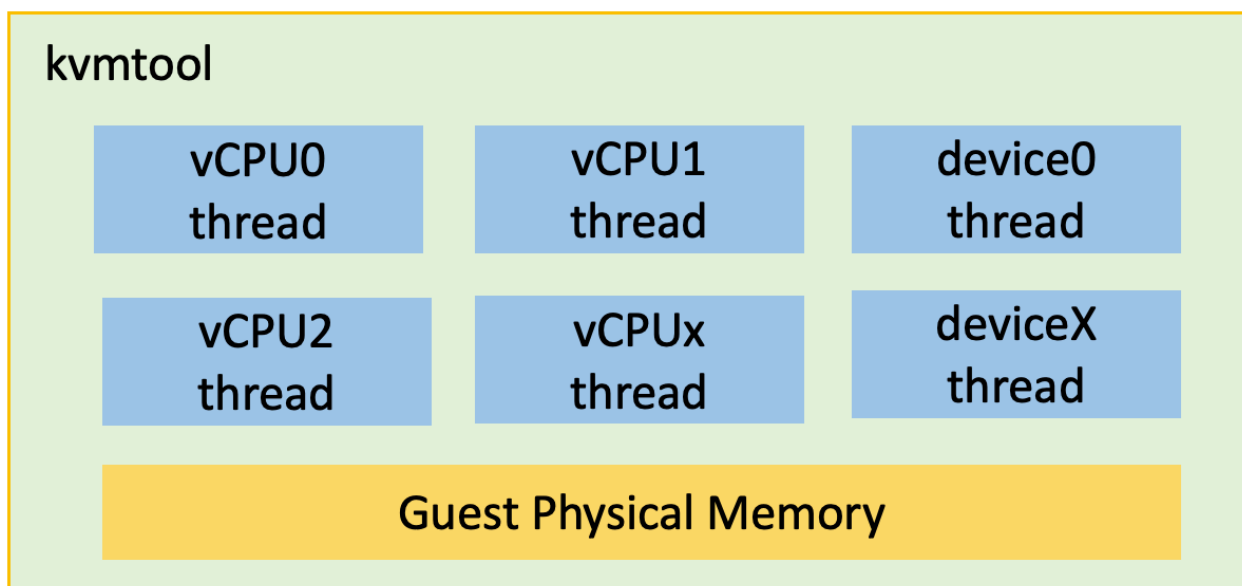 kvmtool
vCPU0
thread
vCPU1
thread
device0
thread
vCPU2
thread
vCPUx
thread
deviceX
thread
Guest Physical Memory